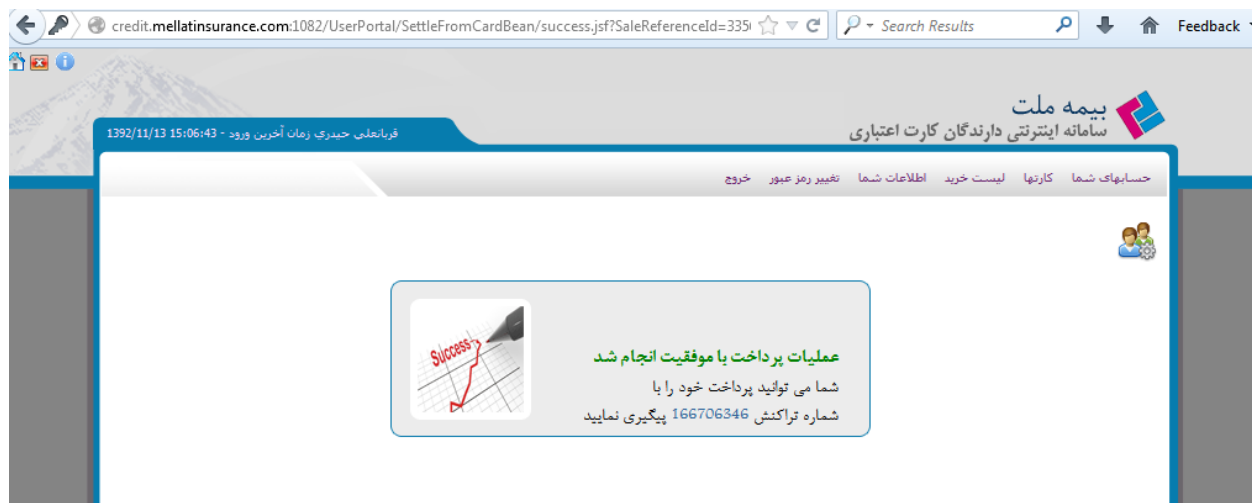 credit.mellatinsurance.com:1082/UserPortal/SettleFromCardBean/success.jsf?SaleReferenceId=335
Search Results
Feedback
بیمه ملت
سامانه اینترنتی دارندگان کارت اعتباری
قربانعلی حیدری زمان آخرین ورود - 15:06:43 1392/11/13
حسابهای شما کارتها لیست خرید اطلاعات شما تغییر رمز عبور خروج
Success
عملیات پرداخت با موفقیت انجام شد
شما می توانید پرداخت خود را با
شماره تراکنش 166706346 پیگیری نمایید